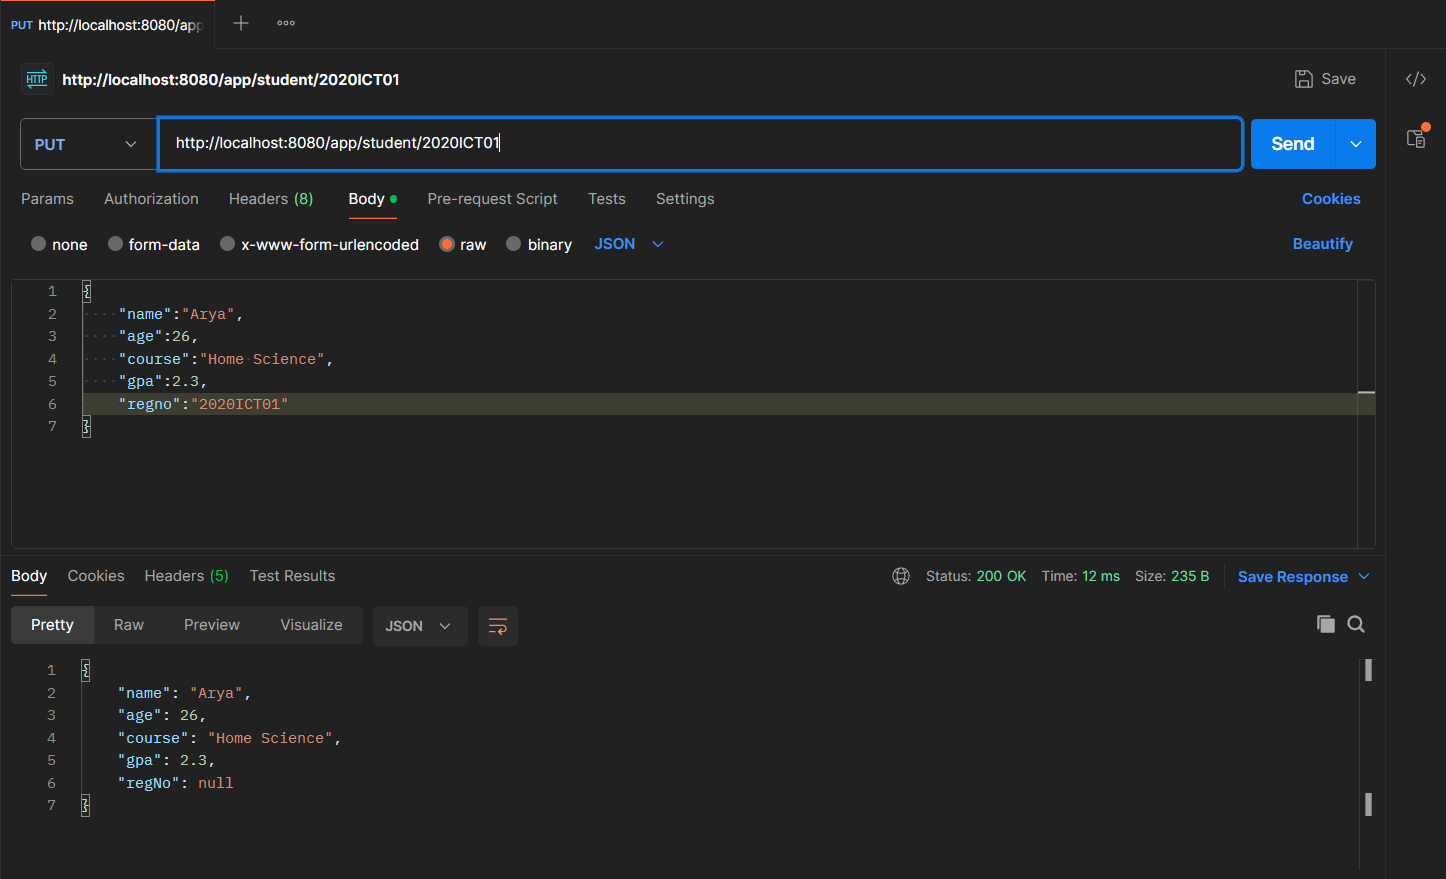 PUT http://localhost:8080/app
HTTP http://localhost:8080/app/student/2020ICT01
Save
</>
PUT
http://localhost:8080/app/student/2020ICT01
Send
Params Authorization Headers (8) Body Pre-request Script Tests Settings Cookies
none form-data x-www-form-urlencoded raw binary JSON Beautify
1 {
2 "name":"Arya",
3 "age":26,
4 "course":"Home Science",
5 "gpa":2.3,
6 "regno":"2020ICT01"
7 }
Body Cookies Headers (5) Test Results Status: 200 OK Time: 12 ms Size: 235 B Save Response
Pretty Raw Preview Visualize JSON
1 {
2 "name": "Arya",
3 "age": 26,
4 "course": "Home Science",
5 "gpa": 2.3,
6 "regNo": null
7 }